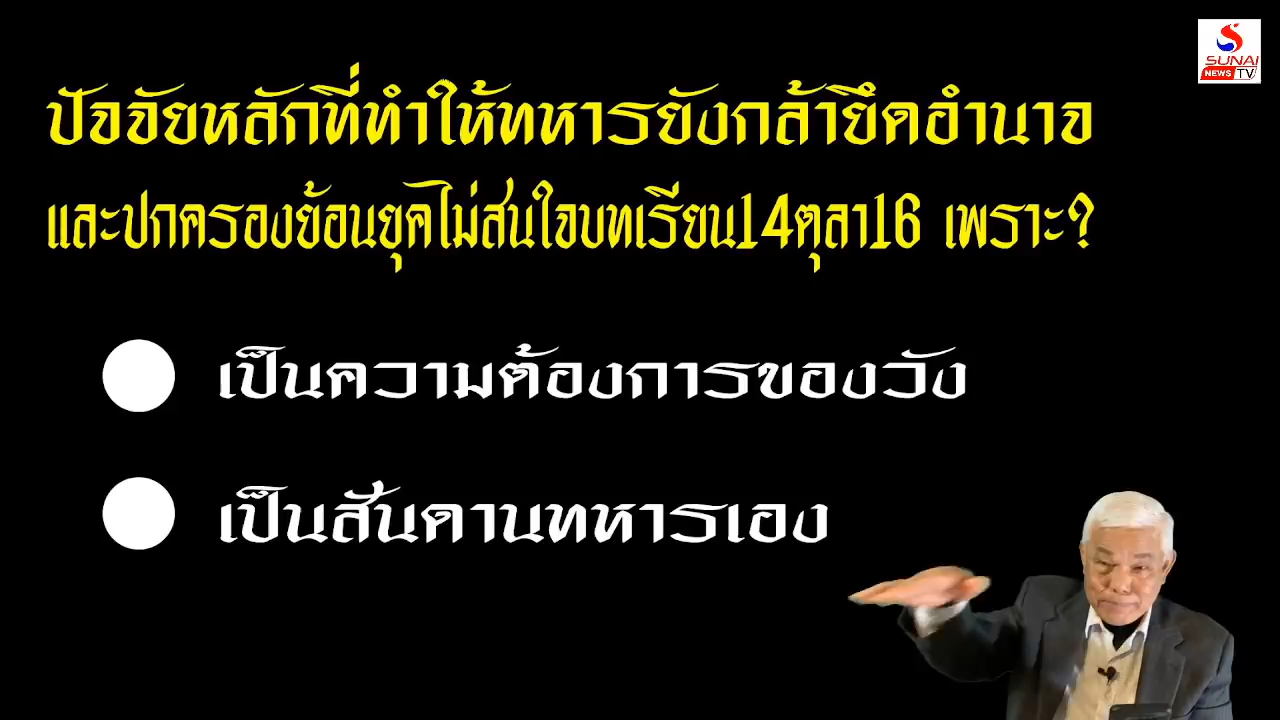 SUNAI
NEWS TV
ปัจจัยหลักที่ทำให้ทหารยังกล้ายึดอำนาจ
และปกครองย้อนยุคไม่สนใจบทเรียน14ตุลา16 เพราะ?
เป็นความต้องการของวัง
เป็นสันดานทหารเอง